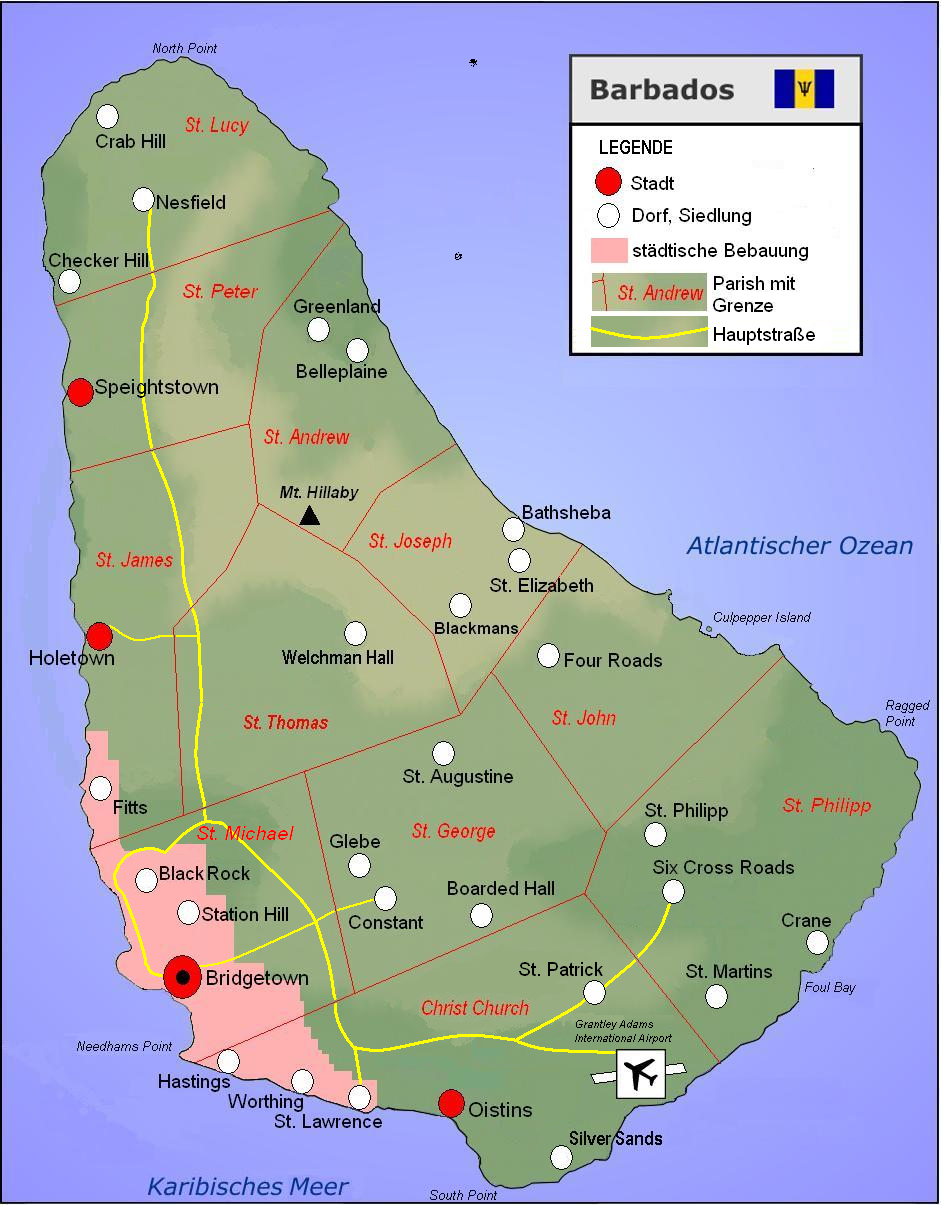 North Point
Barbados
LEGENDE
Stadt
Dorf, Siedlung
städtische Bebauung
St. Andrew
Parish mit
Grenze
Hauptstraße
Crab Hill
St. Lucy
Nesfield
Checker Hill
St. Peter
Greenland
Belleplaine
Speightstown
St. Andrew
Mt. Hillaby
Bathsheba
St. Joseph
Atlantischer Ozean
St. James
St. Elizabeth
Blackmans
Culpepper Island
Holetown
Welchman Hall
Four Roads
Ragged
Point
St. Thomas
St. John
St. Augustine
Fitts
St. Philipp
St. Philipp
St. Michael
St. George
Glebe
Black Rock
Six Cross Roads
Boarded Hall
Station Hill
Constant
Crane
Bridgetown
St. Patrick
St. Martins
Foul Bay
Christ Church
Grantley Adams
International Airport
Needhams Point
Hastings
Worthing
St. Lawrence
Oistins
Silver Sands
Karibisches Meer
South Point